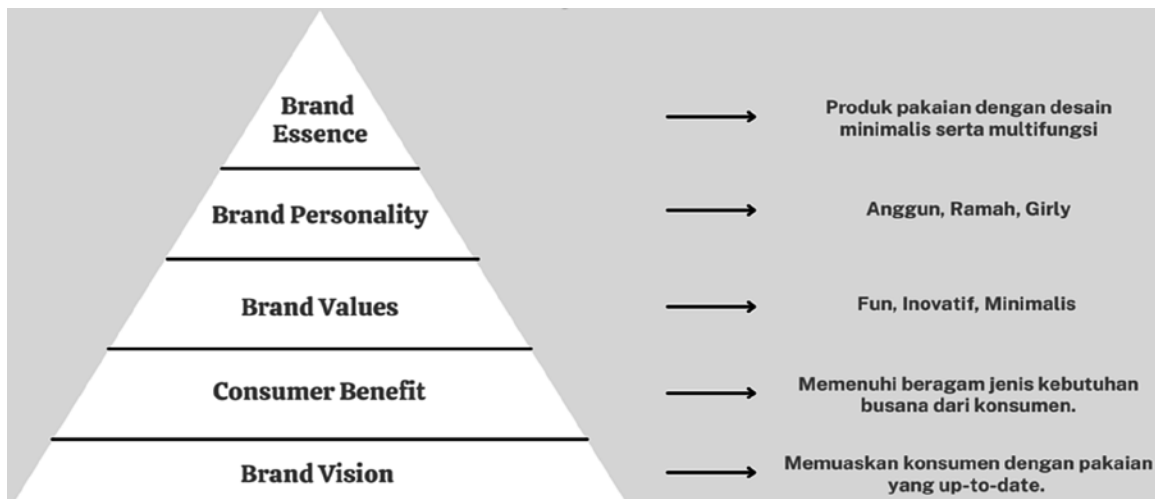 Brand
Essence
Produk pakaian dengan desain
minimalis serta multifungsi
Brand Personality
Anggun, Ramah, Girly
Brand Values
Fun, Inovatif, Minimalis
Consumer Benefit
Memenuhi beragam jenis kebutuhan
busana dari konsumen.
Brand Vision
Memuaskan konsumen dengan pakaian
yang up-to-date.